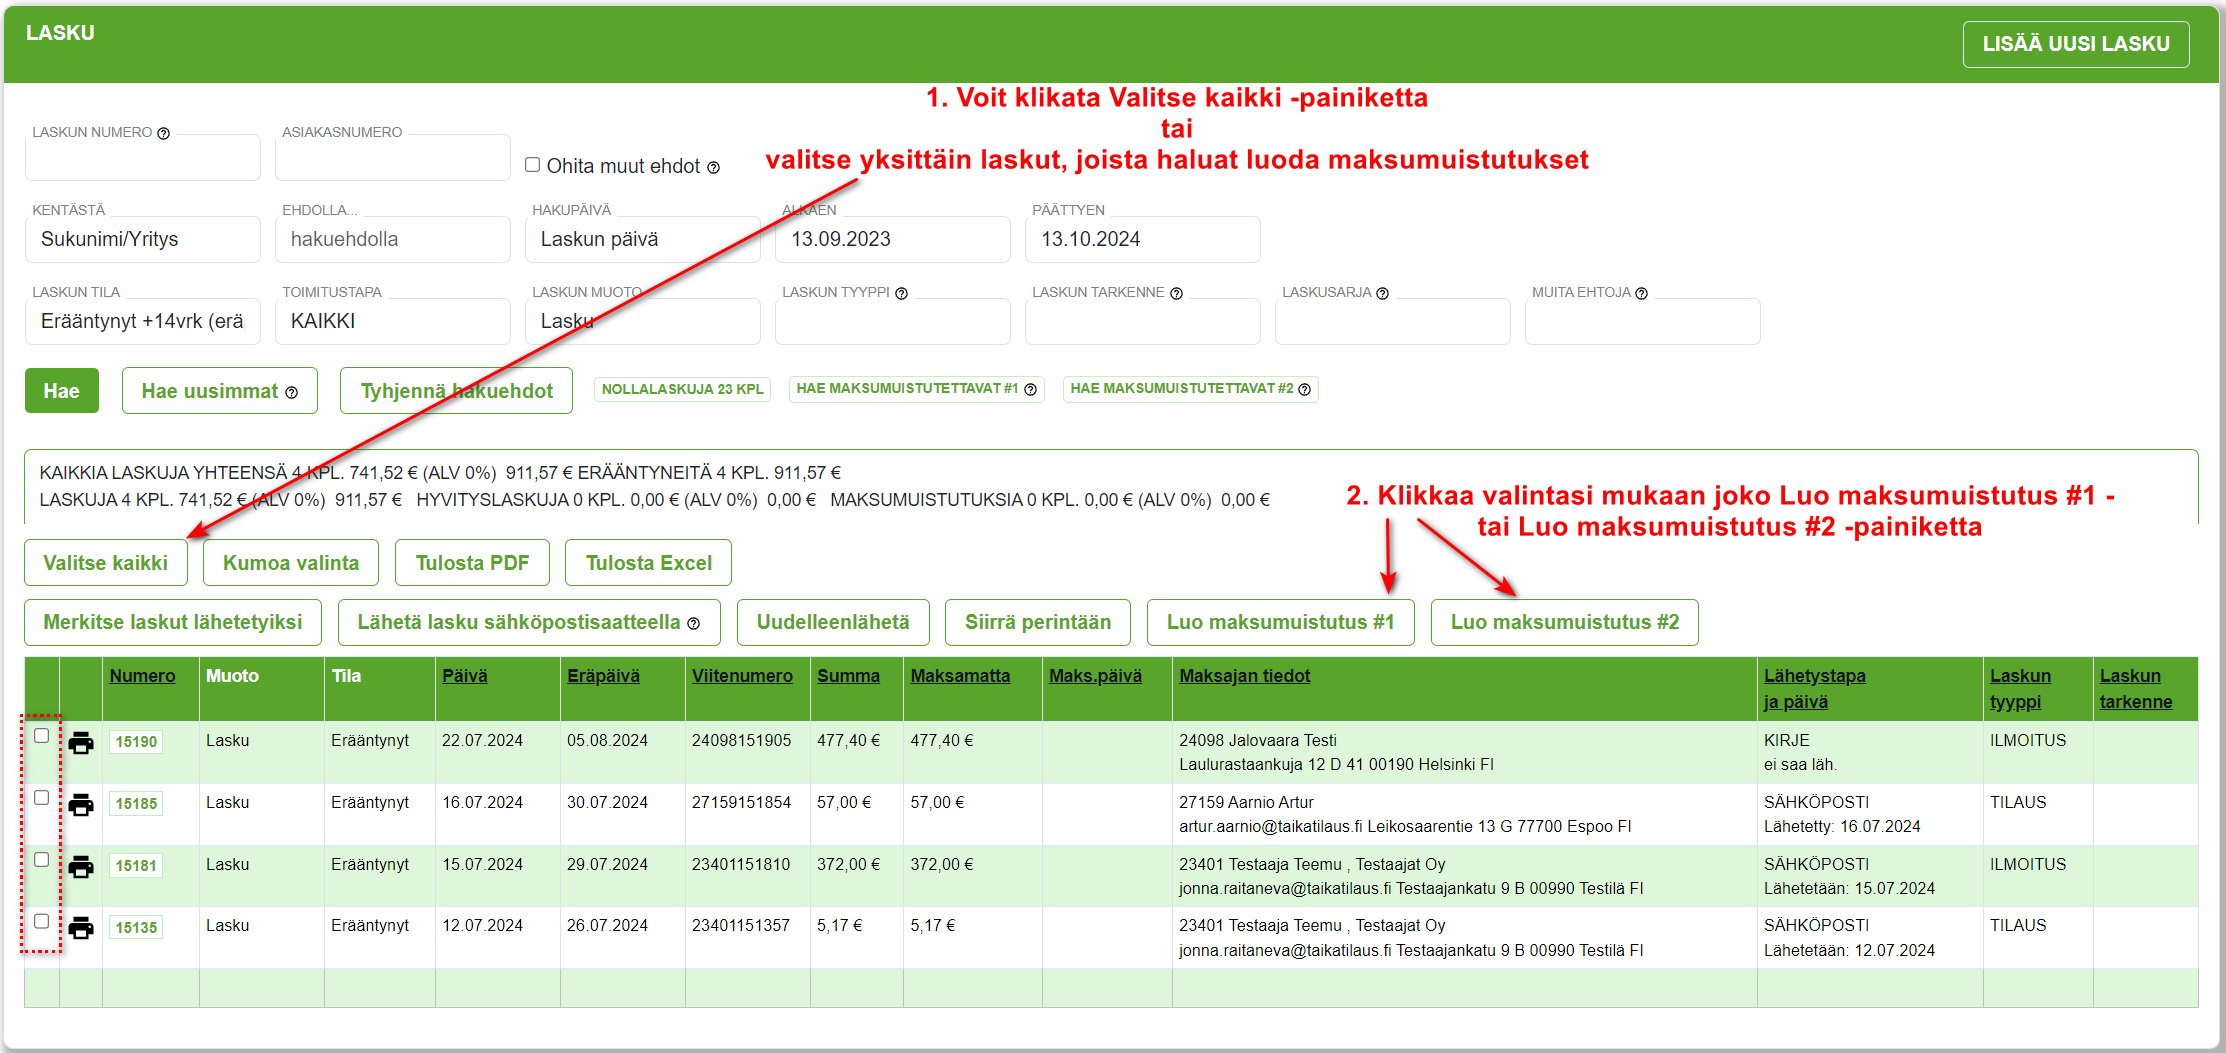 LASKU
LISÄÄ UUSI LASKU
1. Voit klikata Valitse kaikki -painiketta
tai
valitse yksittäin laskut, joista haluat luoda maksumuistutukset
LASKUN NUMERO ASIAKASNUMERO
Ohita muut ehdot
KENTÄSTÄ EHDOLLA... HAKUPÄIVÄ ALKAEN PÄÄTTYEN
Sukunimi/Yritys hakuehdolla Laskun päivä 13.09.2023 13.10.2024
LASKUN TILA TOIMITUSTAPA LASKUN MUOTO LASKUN TYYPPI LASKUN TARKENNE LASKUSARJA MUITA EHTOJA
Erääntynyt +14vrk (erä KAIKKI Lasku
Hae Hae uusimmat Tyhjennä hakuehdot NOLLALASKUJA 23 KPL HAE MAKSUMUISTUTETTAVAT #1 HAE MAKSUMUISTUTETTAVAT #2
KAIKKIA LASKUJA YHTEENSÄ 4 KPL. 741,52 € (ALV 0%) 911,57 € ERÄÄNTYNEITÄ 4 KPL. 911,57 €
LASKUJA 4 KPL. 741,52 € (ALV 0%) 911,57 € HYVITYSLASKUJA 0 KPL. 0,00 € (ALV 0%) 0,00 € MAKSUMUISTUTUKSIA 0 KPL. 0,00 € (ALV 0%) 0,00 €
2. Klikkaa valintasi mukaan joko Luo maksumuistutus #1 -
tai Luo maksumuistutus #2 -painiketta
Valitse kaikki Kumoa valinta Tulosta PDF Tulosta Excel
Merkitse laskut lähetetyiksi Lähetä lasku sähköpostisaatteella Uudelleenlähetä Siirrä perintään Luo maksumuistutus #1 Luo maksumuistutus #2
Numero Muoto Tila Päivä Eräpäivä Viitenumero Summa Maksamatta Maks.päivä Maksajan tiedot Lähetystapa Laskun Laskun
ja päivä tyyppi tarkenne
15190 Lasku Erääntynyt 22.07.2024 05.08.2024 24098151905 477,40 € 477,40 € 24098 Jalovaara Testi KIRJE ILMOITUS
Laulurastaankuja 12 D 41 00190 Helsinki FI ei saa läh.
15185 Lasku Erääntynyt 16.07.2024 30.07.2024 27159151854 57,00 € 57,00 € 27159 Aarnio Artur SÄHKÖPOSTI TILAUS
artur.aarnio@taikatilaus.fi Leikosaarentie 13 G 77700 Espoo FI Lähetetty: 16.07.2024
15181 Lasku Erääntynyt 15.07.2024 29.07.2024 23401151810 372,00 € 372,00 € 23401 Testaaja Teemu , Testaajat Oy SÄHKÖPOSTI ILMOITUS
jonna.raitaneva@taikatilaus.fi Testaajankatu 9 B 00990 Testilä FI Lähetetään: 15.07.2024
15135 Lasku Erääntynyt 12.07.2024 26.07.2024 23401151357 5,17 € 5,17 € 23401 Testaaja Teemu , Testaajat Oy SÄHKÖPOSTI TILAUS
jonna.raitaneva@taikatilaus.fi Testaajankatu 9 B 00990 Testilä FI Lähetetään: 12.07.2024